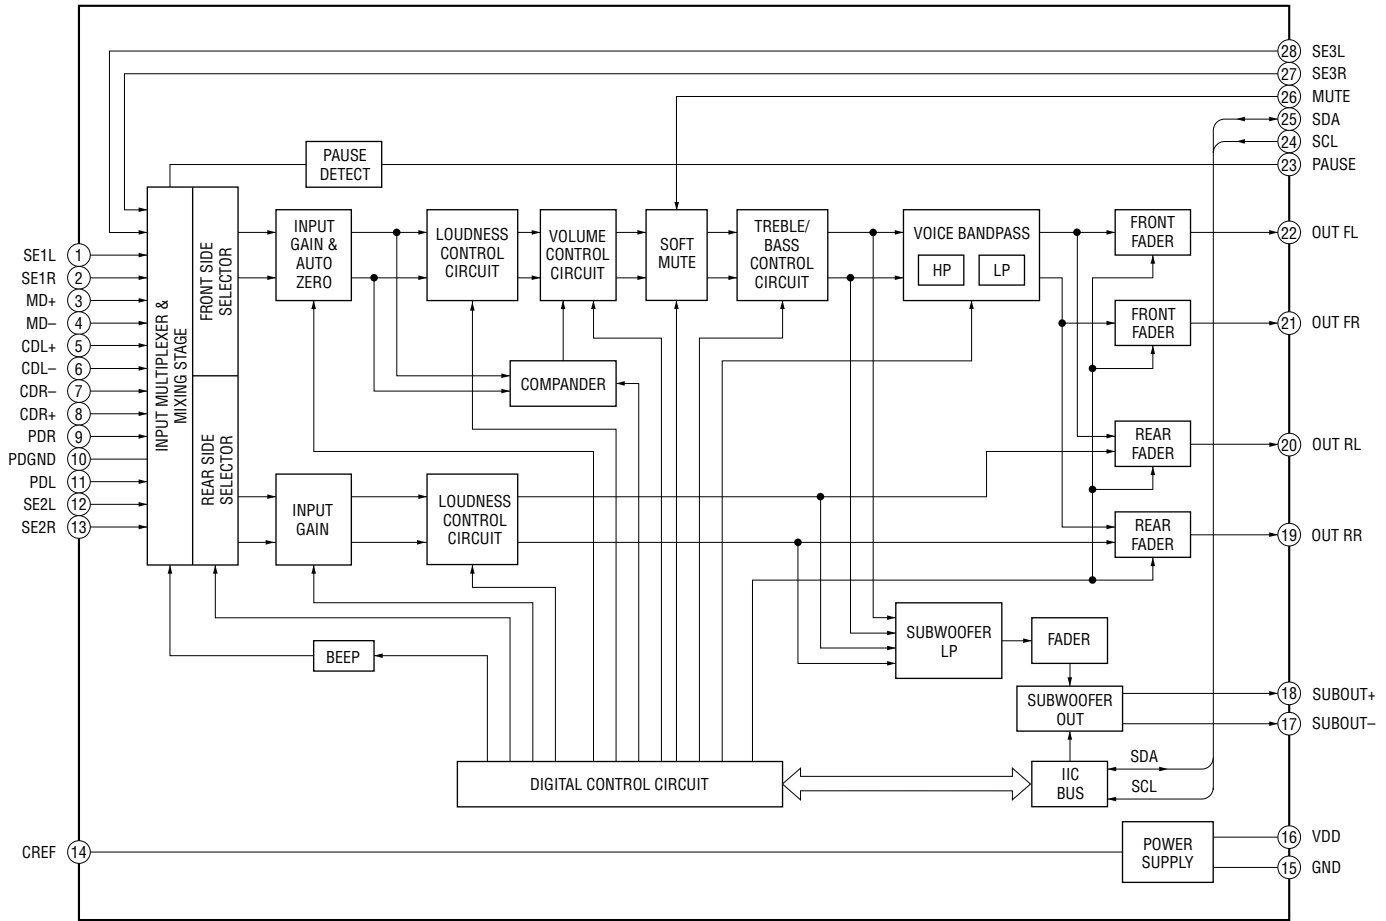 28 SE3L
27 SE3R
26 MUTE
25 SDA
24 SCL
23 PAUSE
PAUSE
DETECT
INPUT MULTIPLEXER &
MIXING STAGE
FRONT SIDE
SELECTOR
REAR SIDE
SELECTOR
INPUT
GAIN &
AUTO
ZERO
LOUDNESS
CONTROL
CIRCUIT
VOLUME
CONTROL
CIRCUIT
SOFT
MUTE
TREBLE/
BASS
CONTROL
CIRCUIT
VOICE BANDPASS
HP
LP
FRONT
FADER
22 OUT FL
FRONT
FADER
21 OUT FR
SE1L 1
SE1R 2
MD+ 3
MD– 4
CDL+ 5
CDL– 6
CDR– 7
CDR+ 8
PDR 9
PDGND 10
PDL 11
SE2L 12
SE2R 13
COMPANDER
REAR
FADER
20 OUT RL
INPUT
GAIN
LOUDNESS
CONTROL
CIRCUIT
REAR
FADER
19 OUT RR
BEEP
SUBWOOFER
LP
FADER
SUBWOOFER
OUT
18 SUBOUT+
17 SUBOUT–
DIGITAL CONTROL CIRCUIT
IIC
BUS
SDA
SCL
CREF 14
POWER
SUPPLY
16 VDD
15 GND